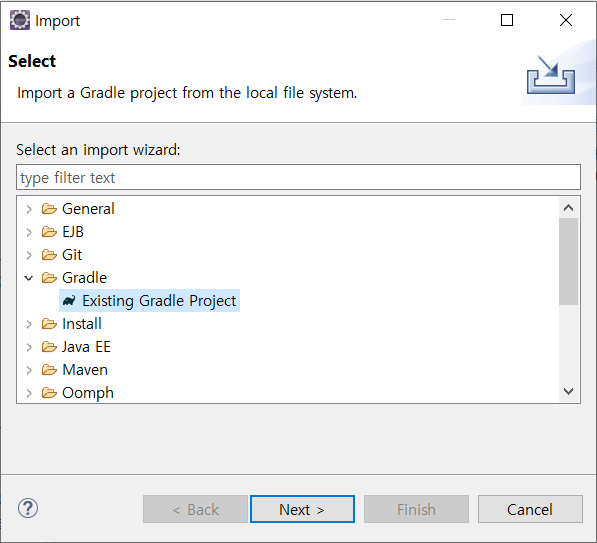 Import
Select
Import a Gradle project from the local file system.
Select an import wizard:
type filter text
General
EJB
Git
Gradle
Existing Gradle Project
Install
Java EE
Maven
Oomph
?
< Back
Next >
Finish
Cancel